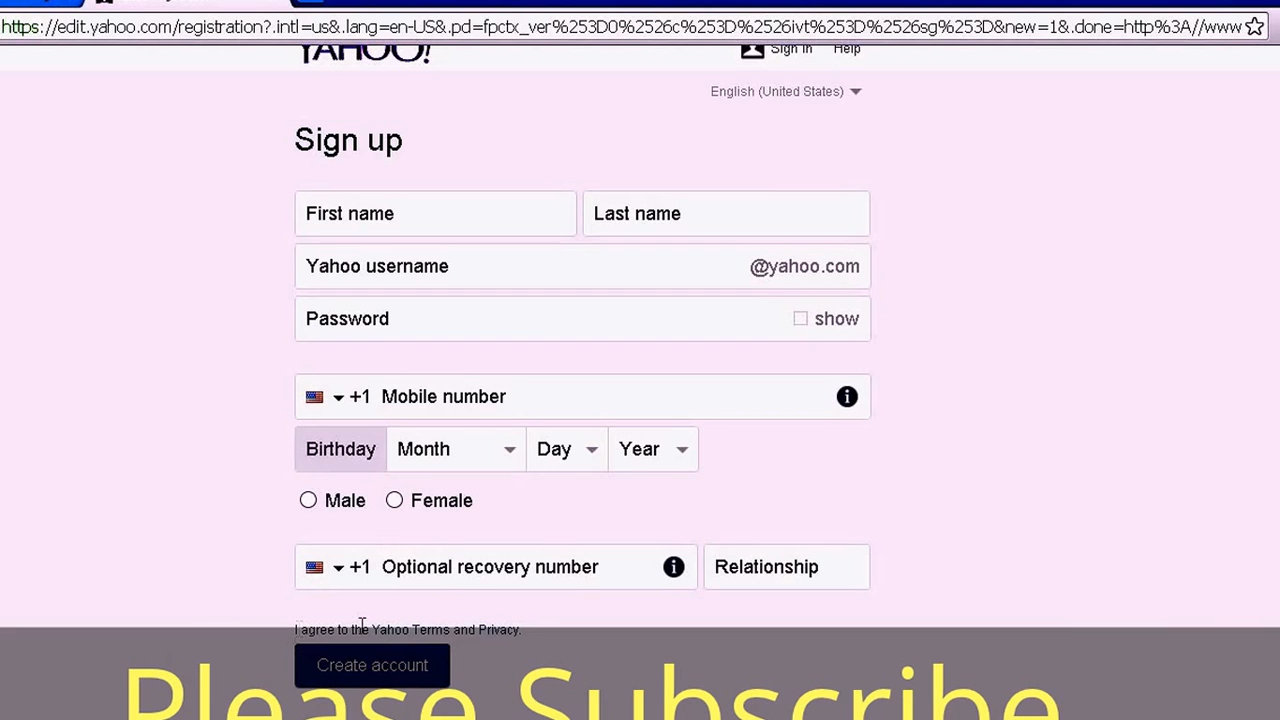 https://edit.yahoo.com/registration?.intl=us&.lang=en-US&.pd=fpctx_ver%253D0%2526c%253D%2526ivt%253D%2526sg%253D&new=1&.done=http%3A//www
YAHOO! Sign In Help
English (United States)
Sign up
First name Last name
Yahoo username @yahoo.com
Password show
+1 Mobile number
Birthday Month Day Year
Male Female
+1 Optional recovery number Relationship
I agree to the Yahoo Terms and Privacy.
Create account
Please Subscribe